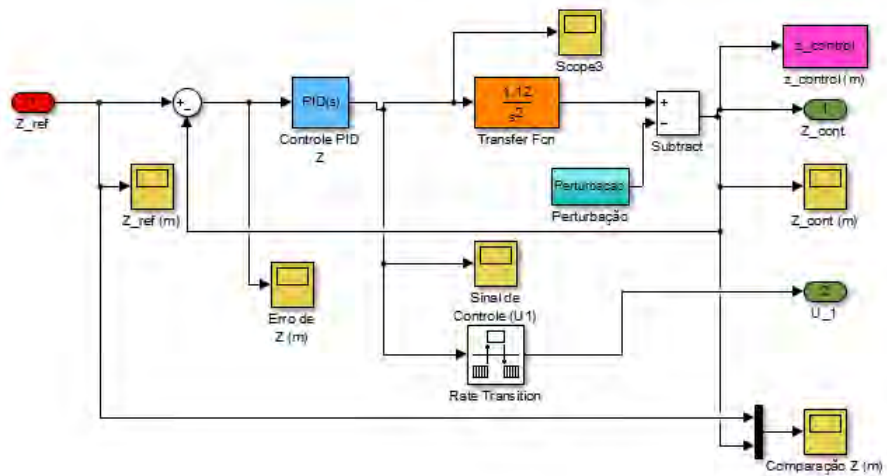 z_control
Scope3
z_control (m)
1
Z_ref
PID(s)
1.12
s²
1
Z_cont
Controle PID
Z
Transfer Fcn
Subtract
Perturbação
Perturbação
Z_ref (m)
Z_cont (m)
Erro de
Z (m)
Sinal de
Controle (U1)
2
U_1
Rate Transition
Comparação Z (m)